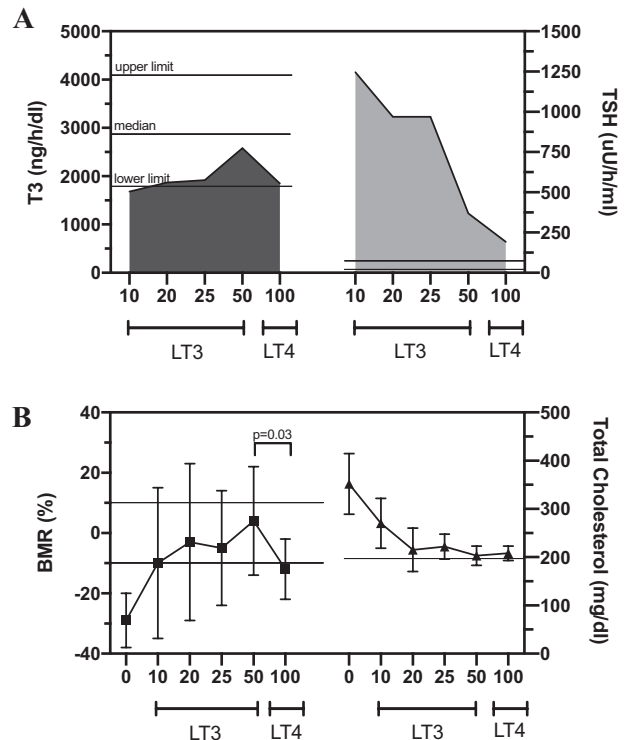 A
T3 (ng/h/dl)
5000
4000
3000
2000
1000
0
upper limit
median
lower limit
10 20 25 50 100
LT3 LT4
1500
1250
1000
750
500
250
0
TSH (uU/h/ml)
10 20 25 50 100
LT3 LT4
B
BMR (%)
40
20
0
-20
-40
p=0.03
0 10 20 25 50 100
LT3 LT4
500
400
300
200
100
0
Total Cholesterol (mg/dl)
0 10 20 25 50 100
LT3 LT4